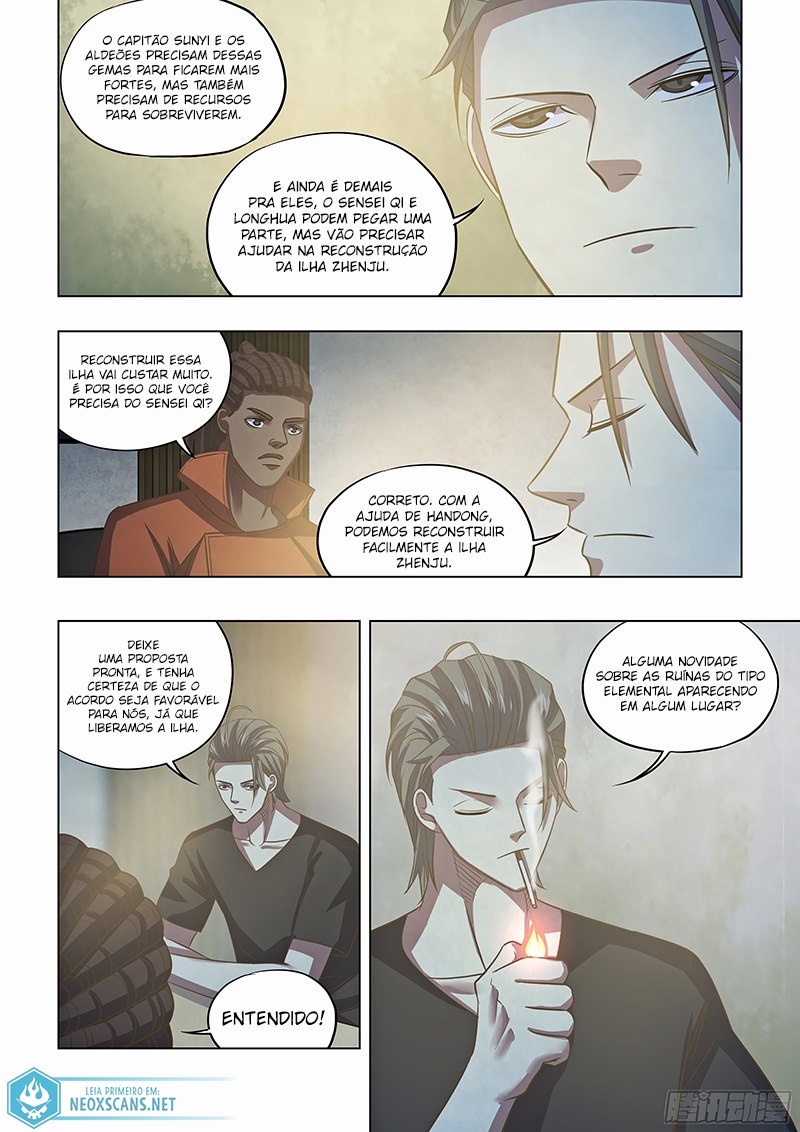 O CAPITÃO SUNYI E OS
ALDEÕES PRECISAM DESSAS
GEMAS PARA FICAREM MAIS
FORTES, MAS TAMBÉM
PRECISAM DE RECURSOS
PARA SOBREVIVEREM.
E AINDA É DEMAIS
PRA ELES, O SENSEI QI E
LONGHUA PODEM PEGAR UMA
PARTE, MAS VÃO PRECISAR
AJUDAR NA RECONSTRUÇÃO
DA ILHA ZHENJU.
RECONSTRUIR ESSA
ILHA VAI CUSTAR MUITO.
É POR ISSO QUE VOCÊ
PRECISA DO SENSEI QI?
CORRETO. COM A
AJUDA DE HANDONG,
PODEMOS RECONSTRUIR
FACILMENTE A ILHA
ZHENJU.
DEIXE
UMA PROPOSTA
PRONTA, E TENHA
CERTEZA DE QUE O
ACORDO SEJA FAVORÁVEL
PARA NÓS, JÁ QUE
LIBERAMOS A ILHA.
ENTENDIDO!
ALGUMA NOVIDADE
SOBRE AS RUÍNAS DO TIPO
ELEMENTAL APARECENDO
EM ALGUM LUGAR?
LEIA PRIMEIRO EM:
NEOXSCANS.NET
腾讯动漫